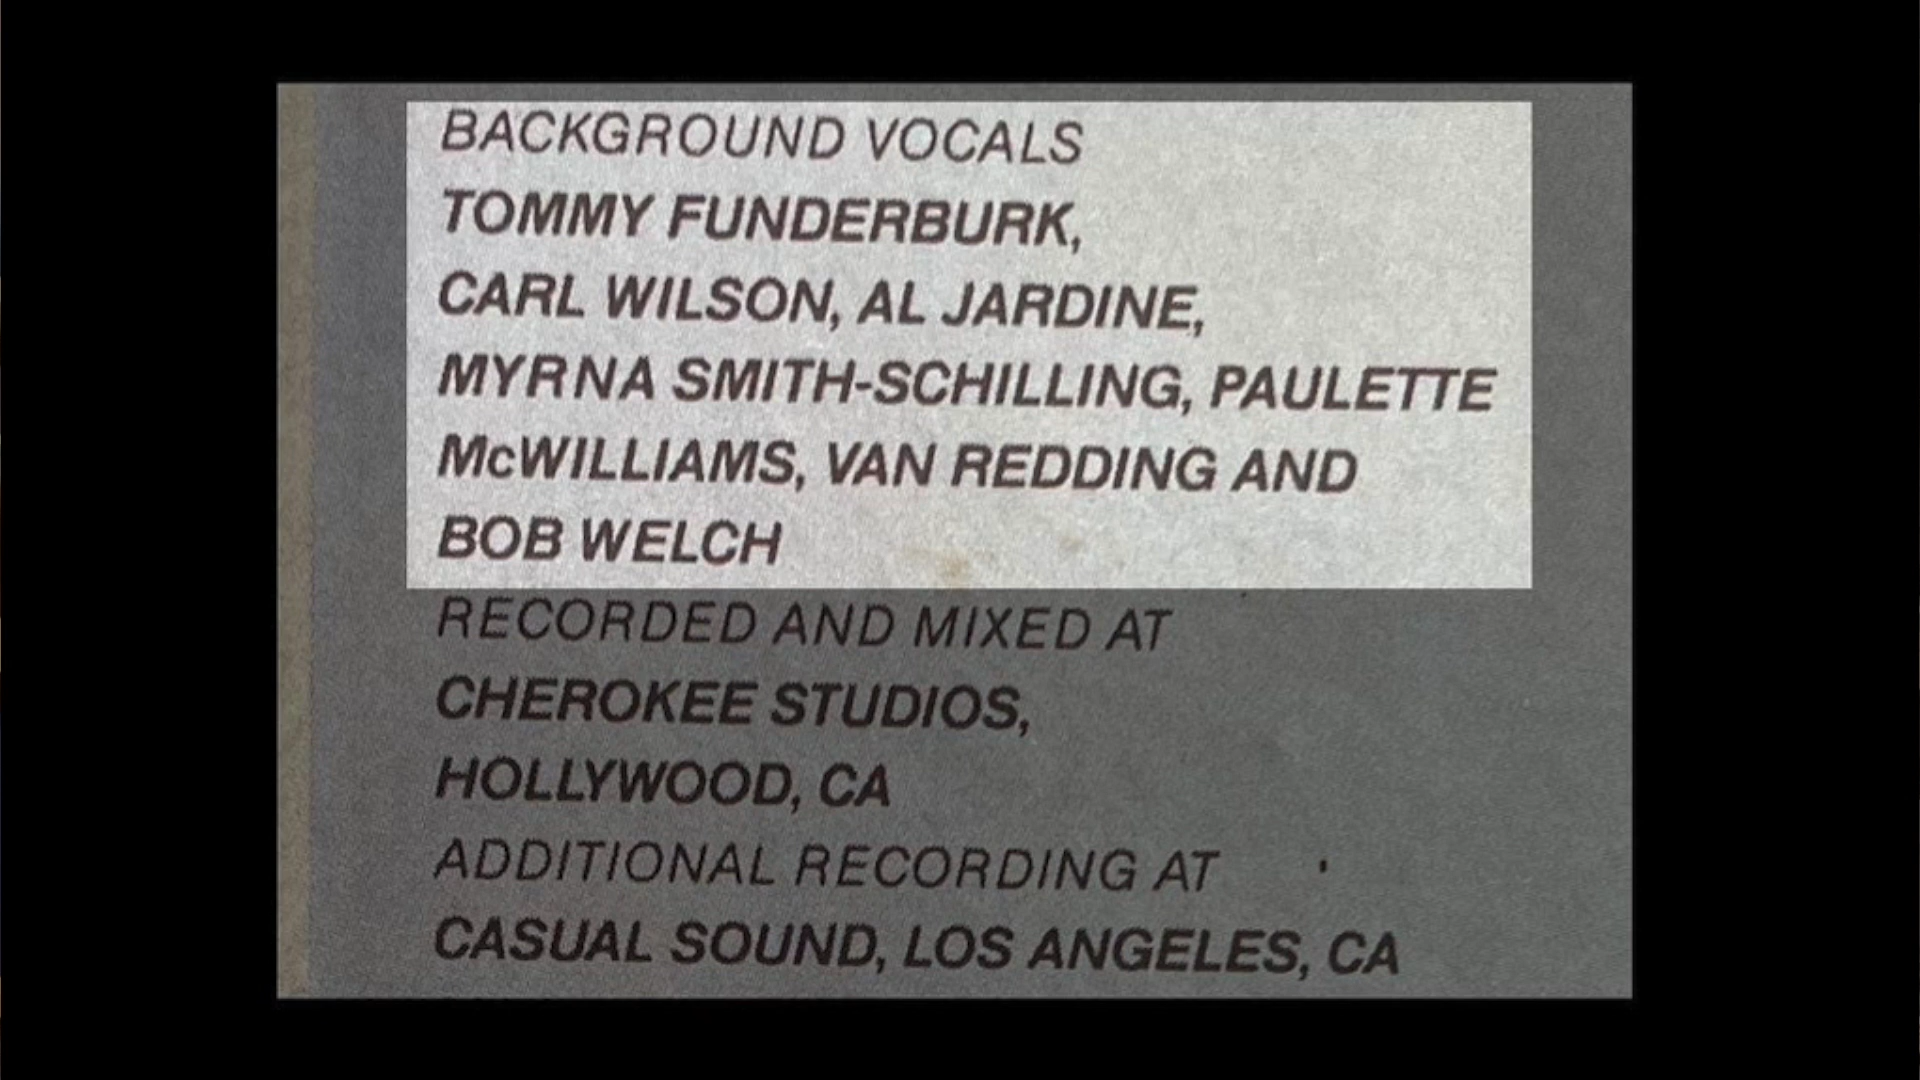 BACKGROUND VOCALS
TOMMY FUNDERBURK,
CARL WILSON, AL JARDINE,
MYRNA SMITH-SCHILLING, PAULETTE
McWILLIAMS, VAN REDDING AND
BOB WELCH
RECORDED AND MIXED AT
CHEROKEE STUDIOS,
HOLLYWOOD, CA
ADDITIONAL RECORDING AT
CASUAL SOUND, LOS ANGELES, CA